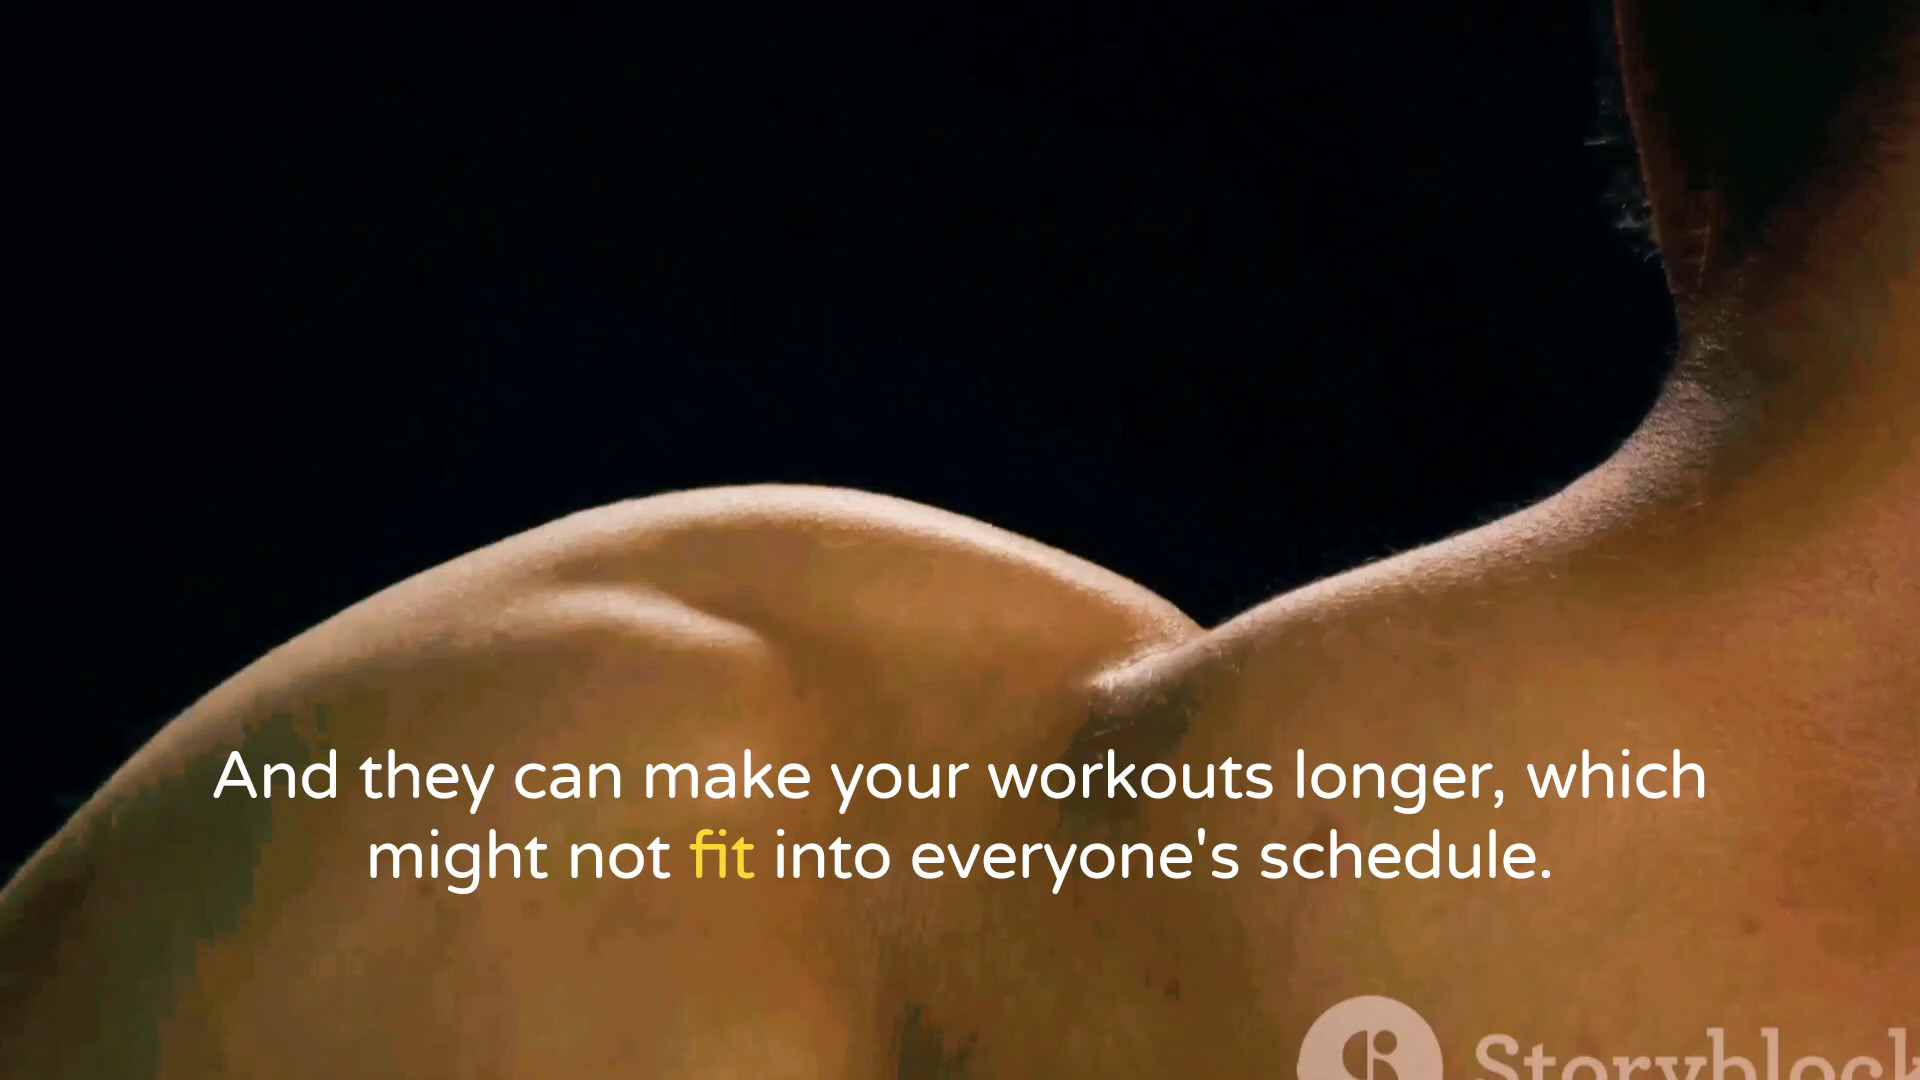 And they can make your workouts longer, which
might not fit into everyone's schedule.
Storyblock